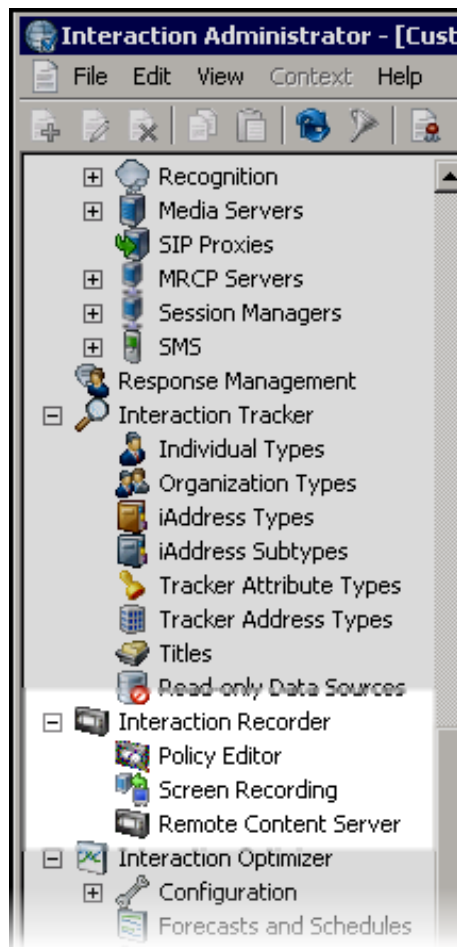 Interaction Administrator - [Cust
File Edit View Context Help
Recognition
Media Servers
SIP Proxies
MRCP Servers
Session Managers
SMS
Response Management
Interaction Tracker
Individual Types
Organization Types
iAddress Types
iAddress Subtypes
Tracker Attribute Types
Tracker Address Types
Titles
Read-only Data Sources
Interaction Recorder
Policy Editor
Screen Recording
Remote Content Server
Interaction Optimizer
Configuration
Forecasts and Schedules